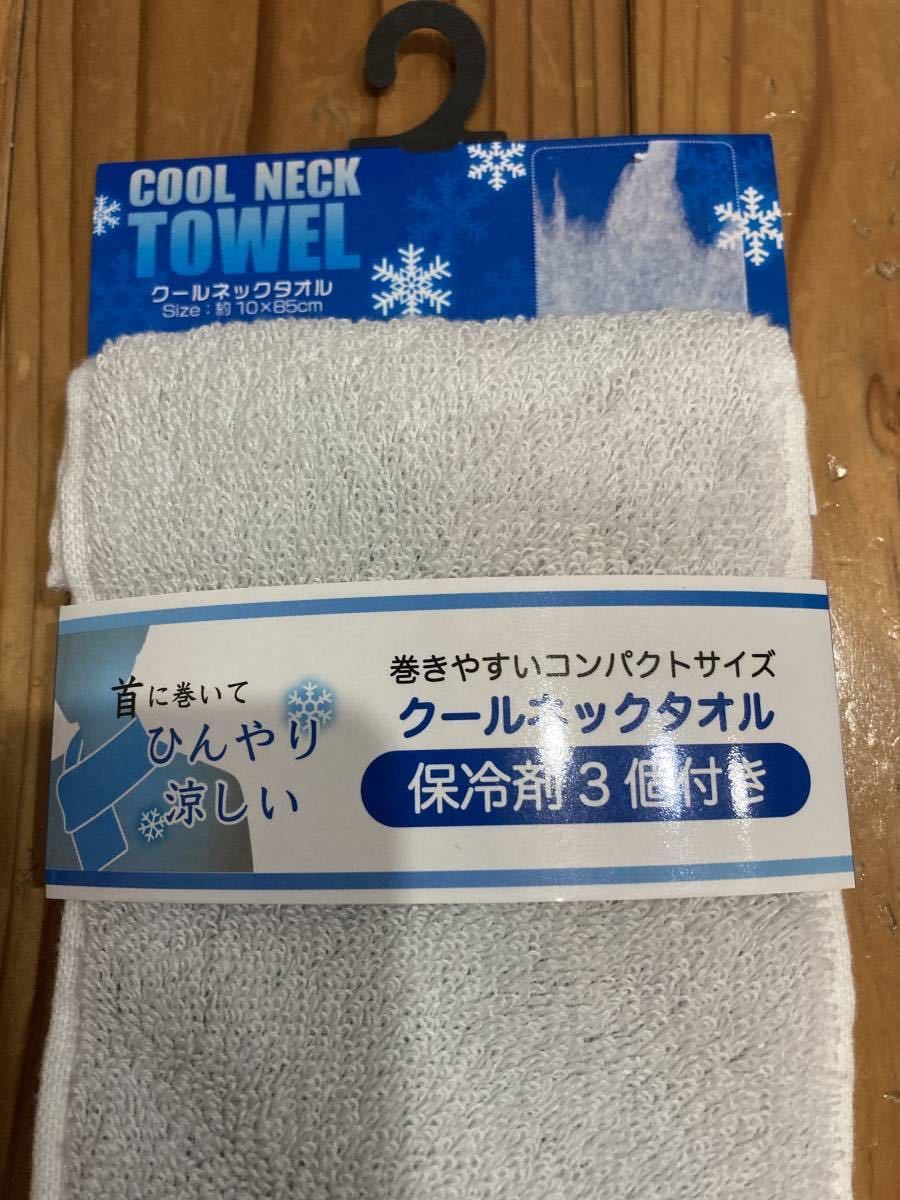 COOL NECK
TOWEL
クールネックタオル
Size：約10×85cm
首に巻いて
ひんやり
涼しい
巻きやすいコンパクトサイズ
クールネックタオル
保冷剤3個付き